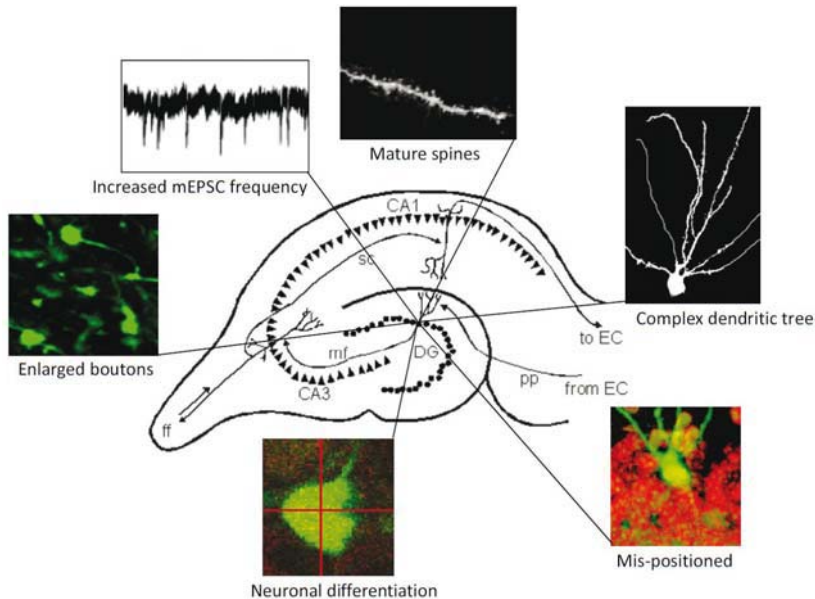 Mature spines
Increased mEPSC frequency
CA1
sc
Complex dendritic tree
to EC
Enlarged boutons
mf
DG
CA3
pp
from EC
ff
Mis-positioned
Neuronal differentiation